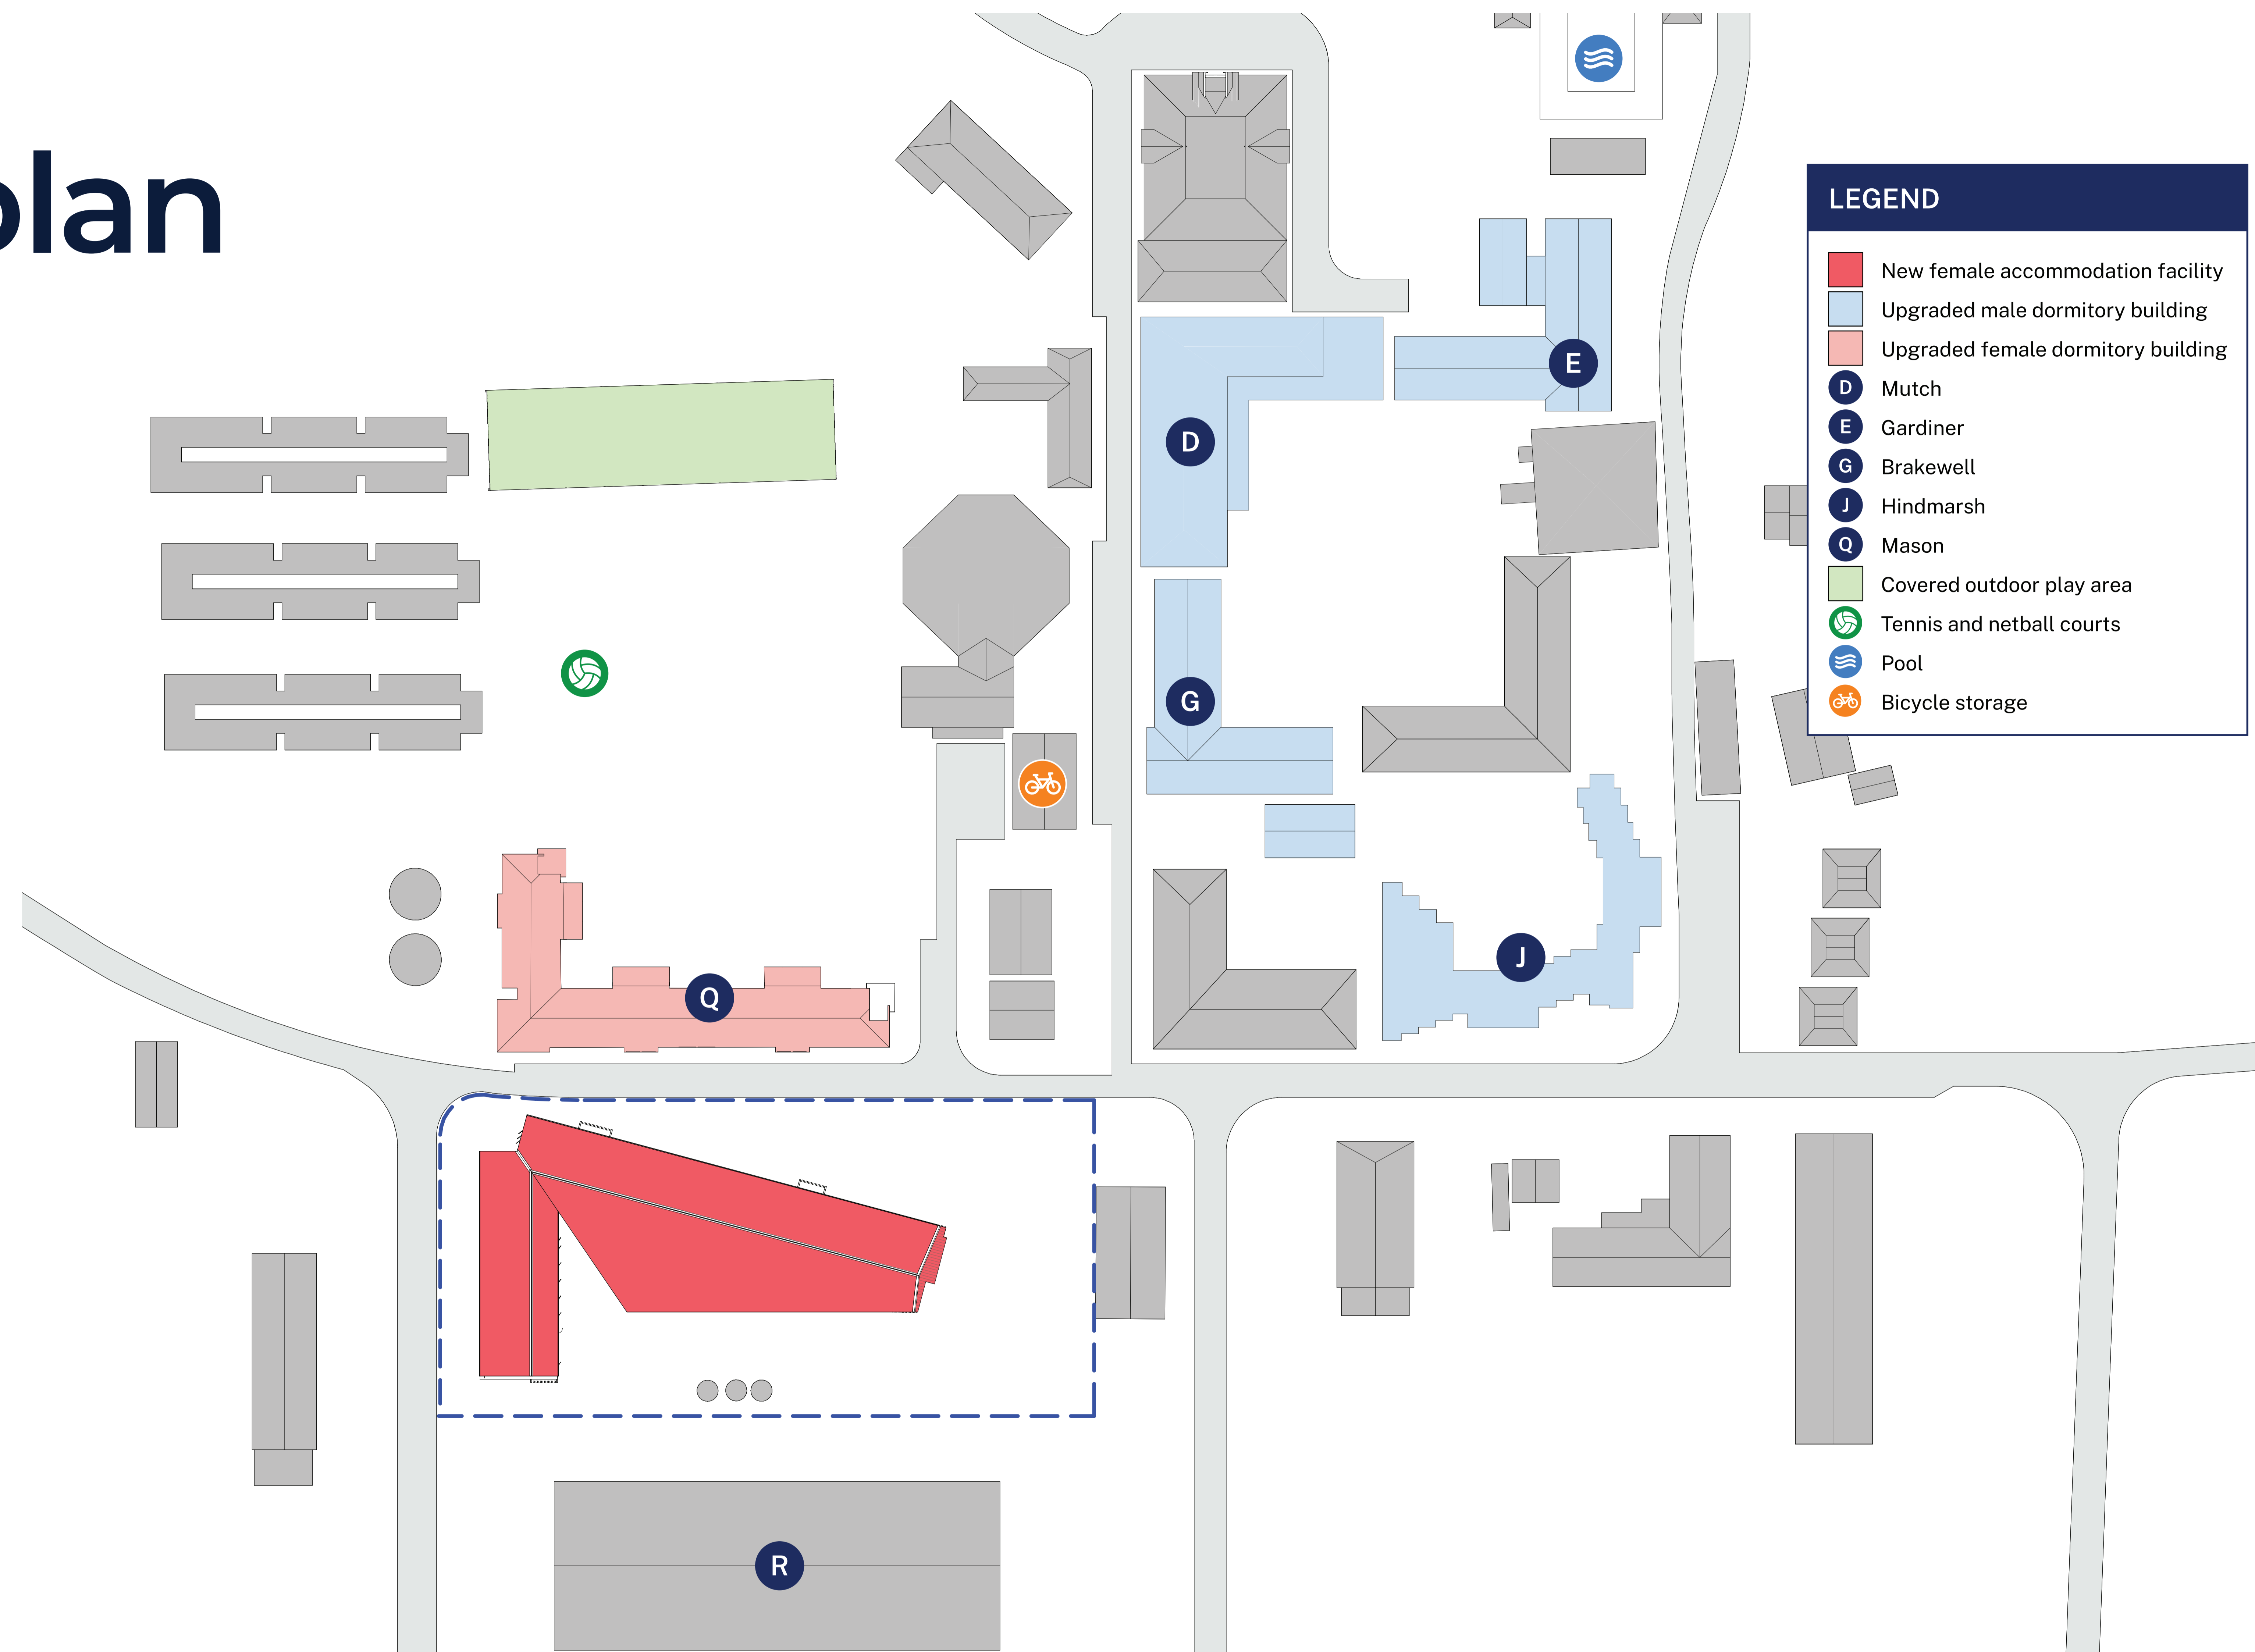 plan
E
D
G
J
Q
R
LEGEND
New female accommodation facility
Upgraded male dormitory building
Upgraded female dormitory building
D Mutch
E Gardiner
G Brakewell
J Hindmarsh
Q Mason
Covered outdoor play area
Tennis and netball courts
Pool
Bicycle storage